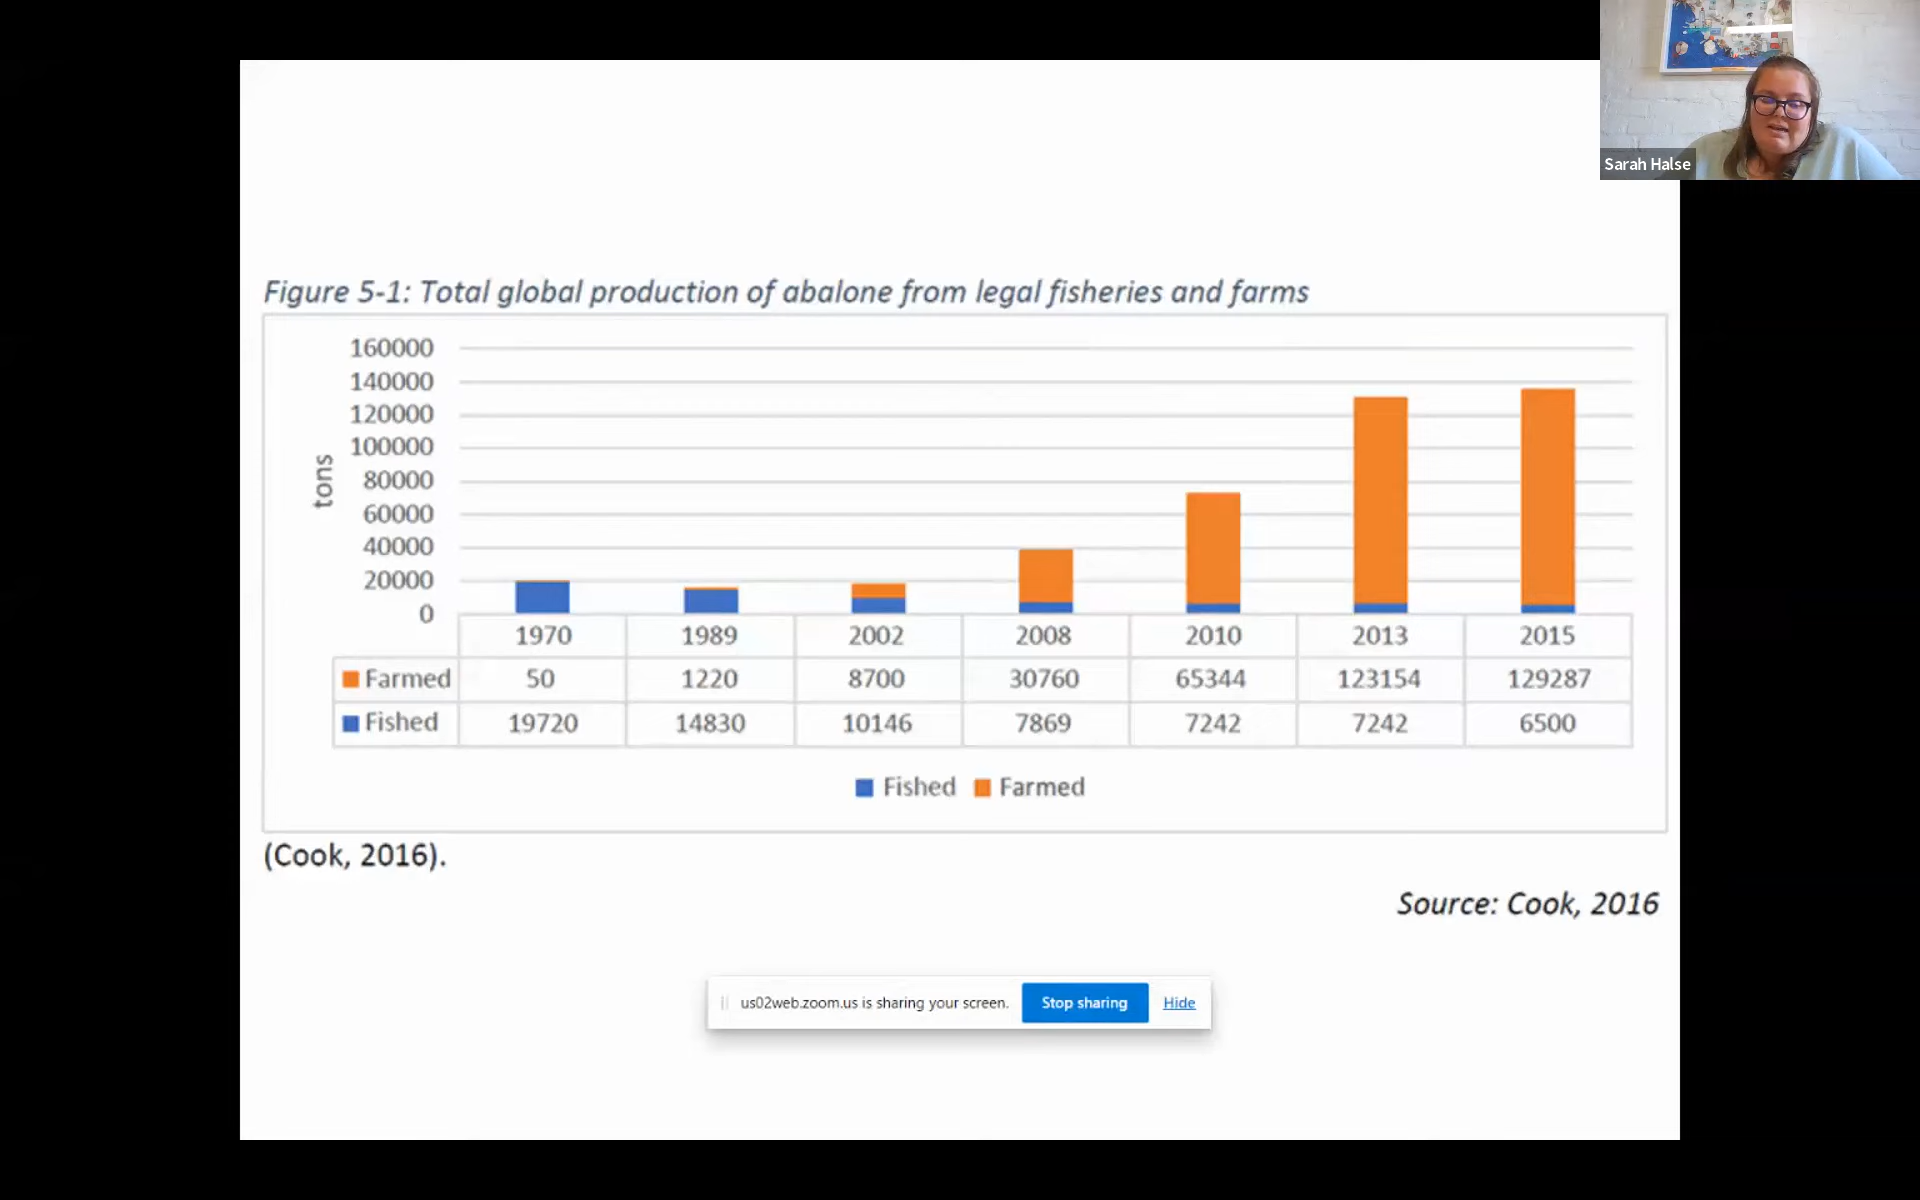 Sarah Halse
Figure 5-1: Total global production of abalone from legal fisheries and farms
tons
160000
140000
120000
100000
80000
60000
40000
20000
0
1970 1989 2002 2008 2010 2013 2015
Farmed 50 1220 8700 30760 65344 123154 129287
Fished 19720 14830 10146 7869 7242 7242 6500
Fished Farmed
(Cook, 2016).
Source: Cook, 2016
us02web.zoom.us is sharing your screen. Stop sharing Hide